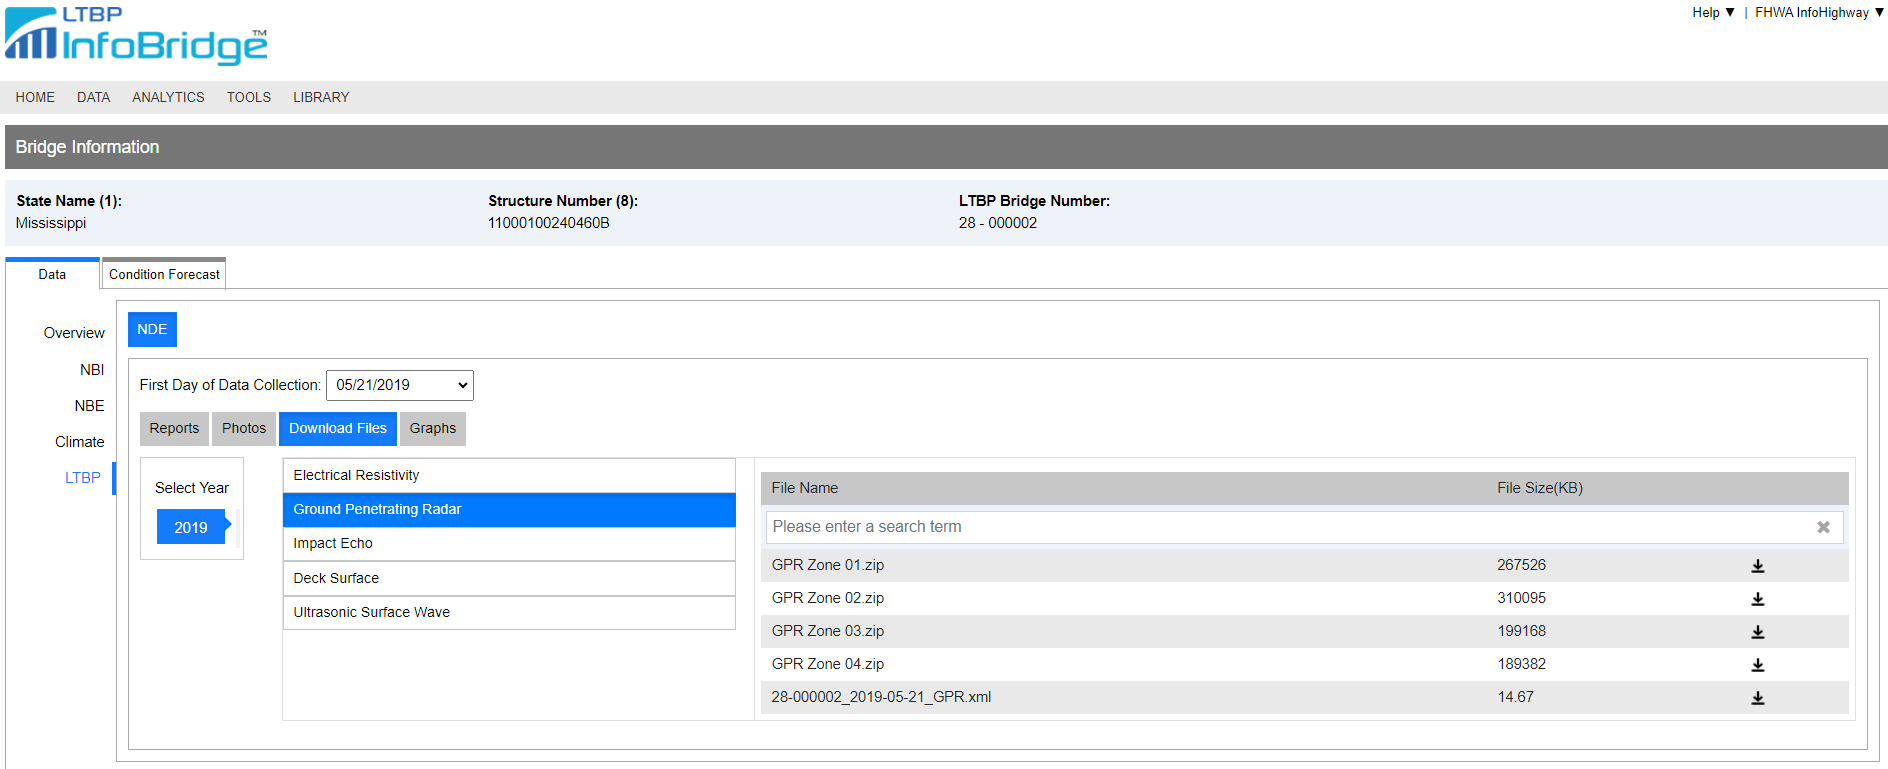 LTBP
InfoBridge™
Help ▼ | FHWA InfoHighway ▼
HOME DATA ANALYTICS TOOLS LIBRARY
Bridge Information
State Name (1): Structure Number (8): LTBP Bridge Number:
Mississippi 11000100240460B 28 - 000002
Data Condition Forecast
Overview
NBI
NBE
Climate
LTBP
NDE
First Day of Data Collection: 05/21/2019
Reports Photos Download Files Graphs
Select Year
2019
Electrical Resistivity
Ground Penetrating Radar
Impact Echo
Deck Surface
Ultrasonic Surface Wave
File Name File Size(KB)
Please enter a search term
GPR Zone 01.zip 267526
GPR Zone 02.zip 310095
GPR Zone 03.zip 199168
GPR Zone 04.zip 189382
28-000002_2019-05-21_GPR.xml 14.67